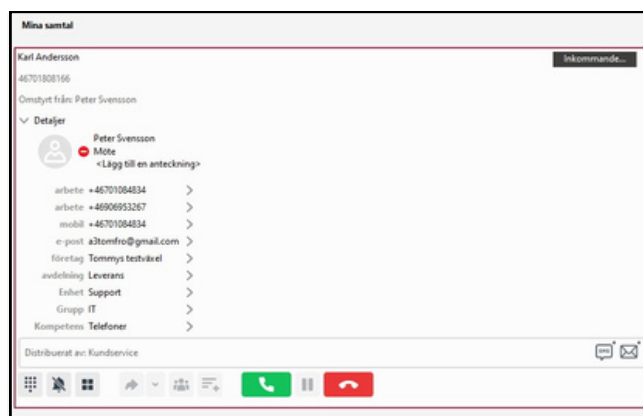 Mina samtal
Karl Andersson
Inkommande...
46701808166
Omstyrt från: Peter Svensson
Detaljer
Peter Svensson
Möte
<Lägg till en anteckning>
arbete +46701084834
arbete +46906953267
mobil +46701084834
e-post a3tomfro@gmail.com
företag Tommys testväxel
avdelning Leverans
Enhet Support
Grupp IT
Kompetens Telefoner
Distribuerat av: Kundservice